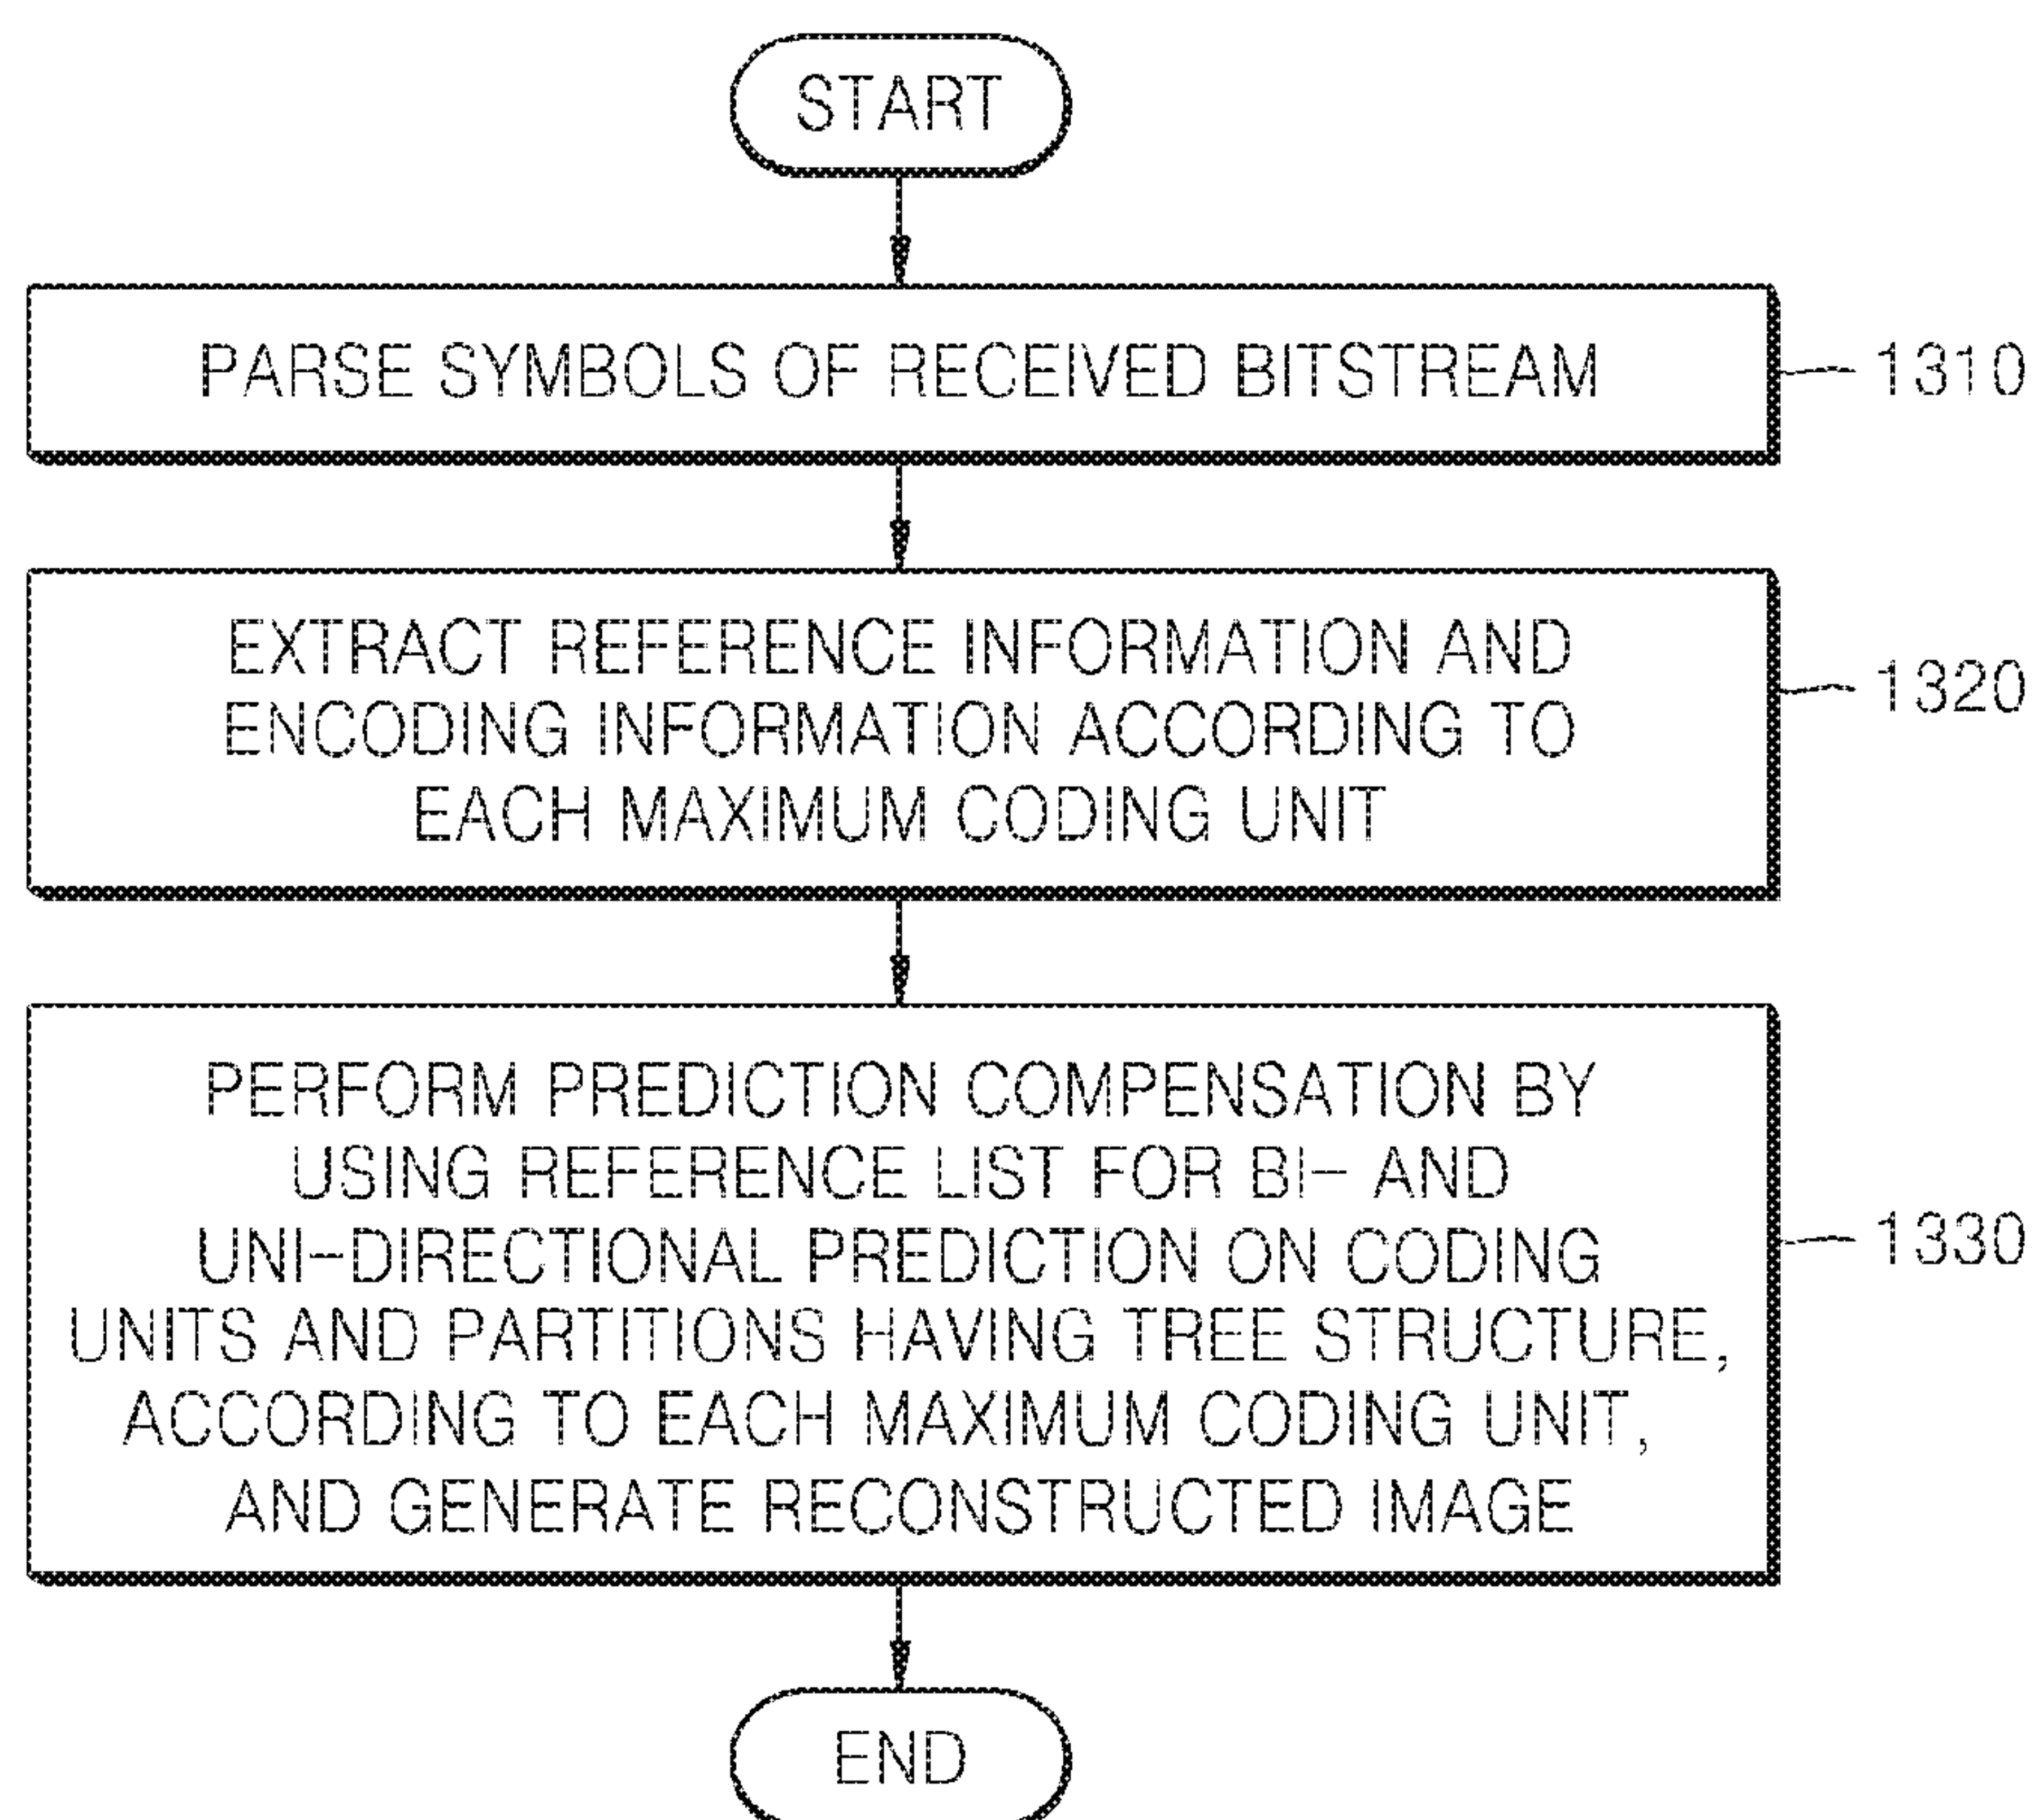 START
PARSE SYMBOLS OF RECEIVED BITSTREAM
1310
EXTRACT REFERENCE INFORMATION AND
ENCODING INFORMATION ACCORDING TO
EACH MAXIMUM CODING UNIT
1320
PERFORM PREDICTION COMPENSATION BY
USING REFERENCE LIST FOR BI- AND
UNI-DIRECTIONAL PREDICTION ON CODING
UNITS AND PARTITIONS HAVING TREE STRUCTURE,
ACCORDING TO EACH MAXIMUM CODING UNIT,
AND GENERATE RECONSTRUCTED IMAGE
1330
END